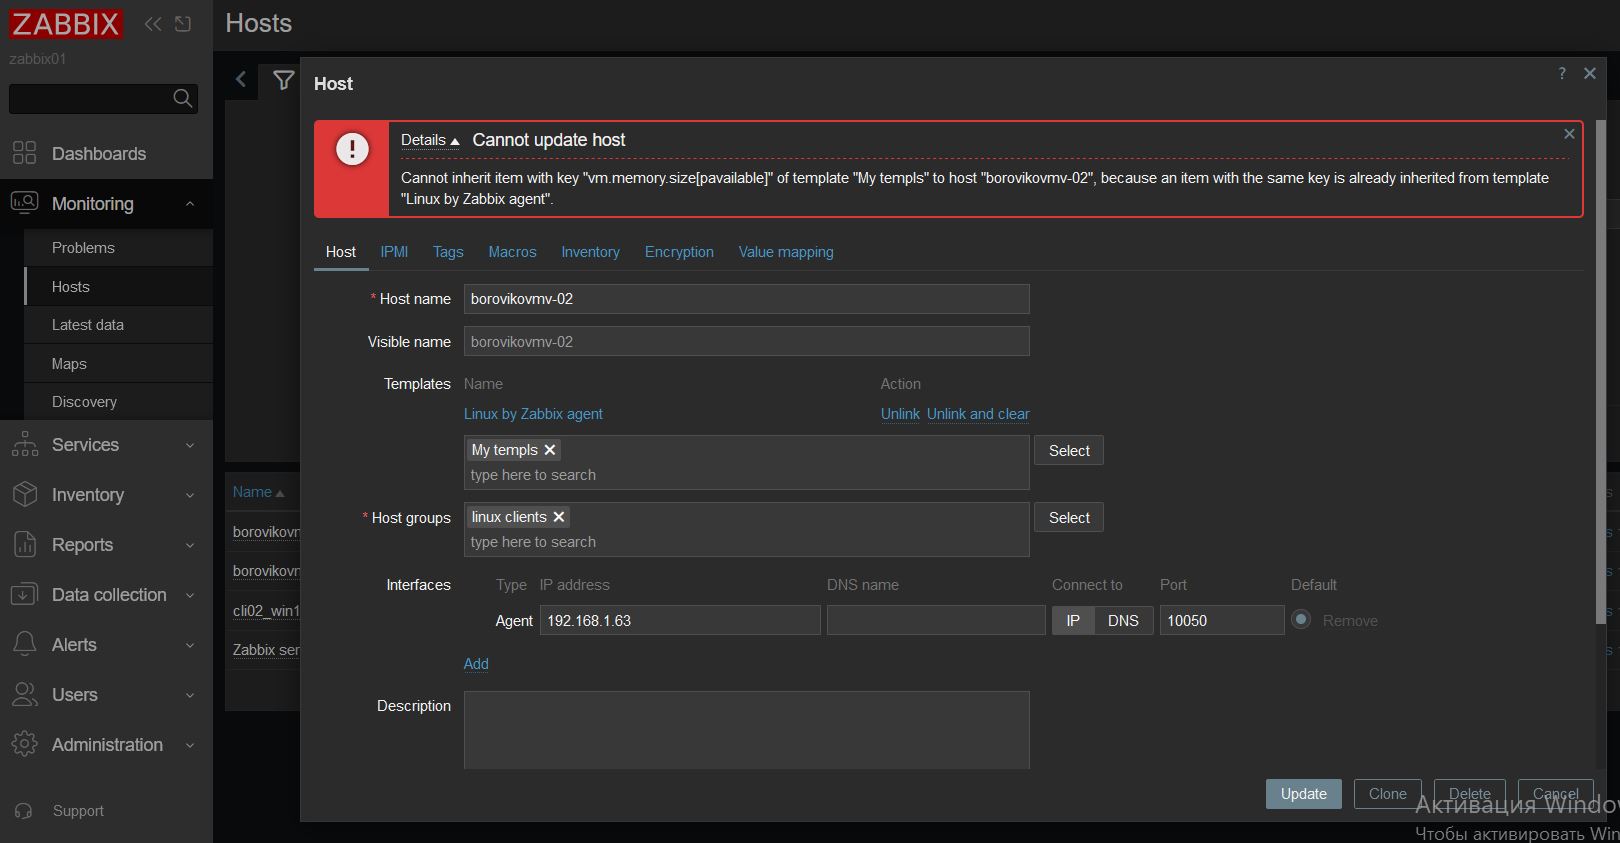 ZABBIX
zabbix01
Dashboards
Monitoring
Problems
Hosts
Latest data
Maps
Discovery
Services
Inventory
Reports
Data collection
Alerts
Users
Administration
Support
Hosts
Name
cli02_win1
Host
?
Details Cannot update host
Cannot inherit item with key "vm.memory.size[pavailable]" of template "My templs" to host "borovikovmv-02", because an item with the same key is already inherited from template
"Linux by Zabbix agent".
Host IPMI Tags Macros Inventory Encryption Value mapping
* Host name borovikovmv-02
Visible name borovikovmv-02
Templates Name Action
Linux by Zabbix agent Unlink Unlink and clear
My templs Select
type here to search
* Host groups linux clients Select
type here to search
Interfaces Type IP address DNS name Connect to Port Default
Agent 192.168.1.63 IP DNS 10050 Remove
Add
Description
Update Clone Delete Cancel
Активация Windo
Чтобы активировать Win